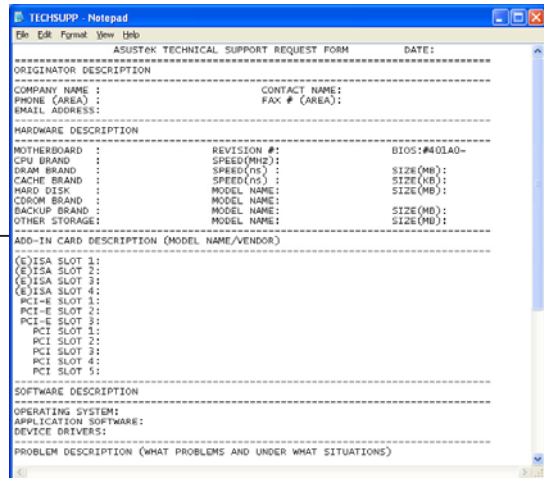 TECHSUPP - Notepad
File Edit Format View Help
ASUSTeK TECHNICAL SUPPORT REQUEST FORM DATE:
ORIGINATOR DESCRIPTION
COMPANY NAME : CONTACT NAME:
PHONE (AREA) : FAX # (AREA):
EMAIL ADDRESS:
HARDWARE DESCRIPTION
MOTHERBOARD : REVISION #: BIOS:#401A0-
CPU BRAND : SPEED(MHz):
DRAM BRAND : SPEED(ns) : SIZE(MB):
CACHE BRAND : SPEED(ns) : SIZE(KB):
HARD DISK : MODEL NAME: SIZE(MB):
CDROM BRAND : MODEL NAME:
BACKUP BRAND : MODEL NAME: SIZE(MB):
OTHER STORAGE: MODEL NAME: SIZE(MB):
ADD-IN CARD DESCRIPTION (MODEL NAME/VENDOR)
(E)ISA SLOT 1:
(E)ISA SLOT 2:
(E)ISA SLOT 3:
(E)ISA SLOT 4:
PCI-E SLOT 1:
PCI-E SLOT 2:
PCI-E SLOT 3:
PCI SLOT 1:
PCI SLOT 2:
PCI SLOT 3:
PCI SLOT 4:
PCI SLOT 5:
SOFTWARE DESCRIPTION
OPERATING SYSTEM:
APPLICATION SOFTWARE:
DEVICE DRIVERS:
PROBLEM DESCRIPTION (WHAT PROBLEMS AND UNDER WHAT SITUATIONS)